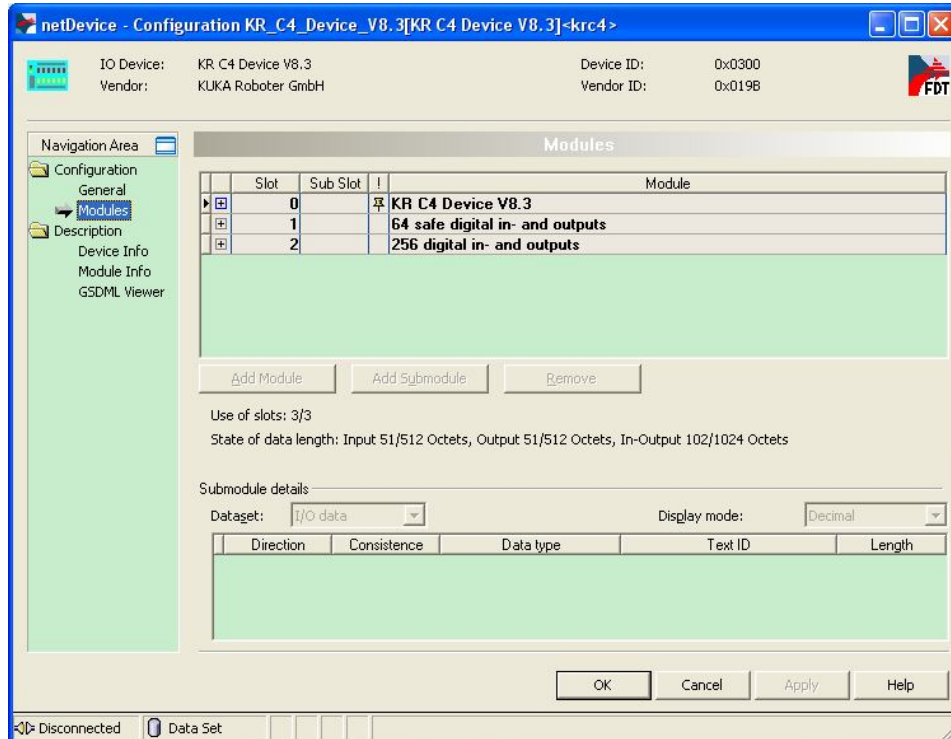 netDevice - Configuration KR_C4_Device_V8.3[KR C4 Device V8.3]<krc4>
IO Device: KR C4 Device V8.3 Device ID: 0x0300
Vendor: KUKA Roboter GmbH Vendor ID: 0x019B
FDT
Navigation Area
Configuration
General
Modules
Description
Device Info
Module Info
GSDML Viewer
Modules
Slot Sub Slot ! Module
0 KR C4 Device V8.3
1 64 safe digital in- and outputs
2 256 digital in- and outputs
Add Module Add Submodule Remove
Use of slots: 3/3
State of data length: Input 51/512 Octets, Output 51/512 Octets, In-Output 102/1024 Octets
Submodule details
Dataset: I/O data Display mode: Decimal
Direction Consistence Data type Text ID Length
OK Cancel Apply Help
Disconnected Data Set